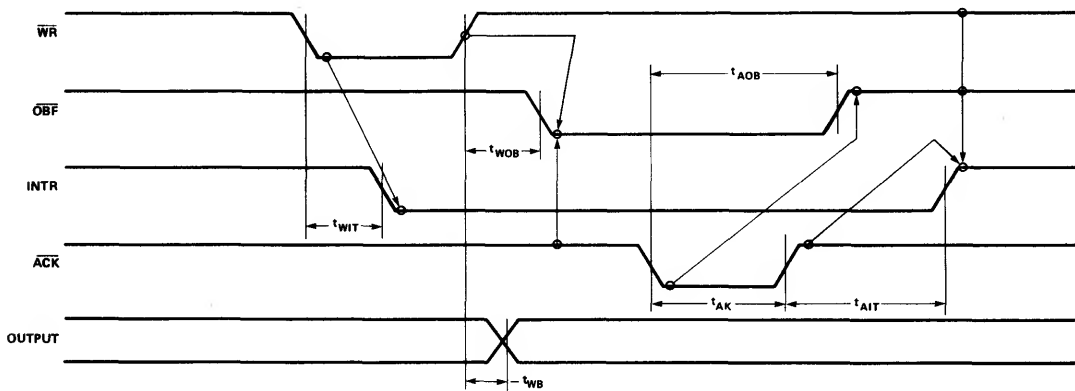 WR
tAOB
OBF
tWOB
INTR
tWIT
ACK
tAK
tAIT
OUTPUT
tWB